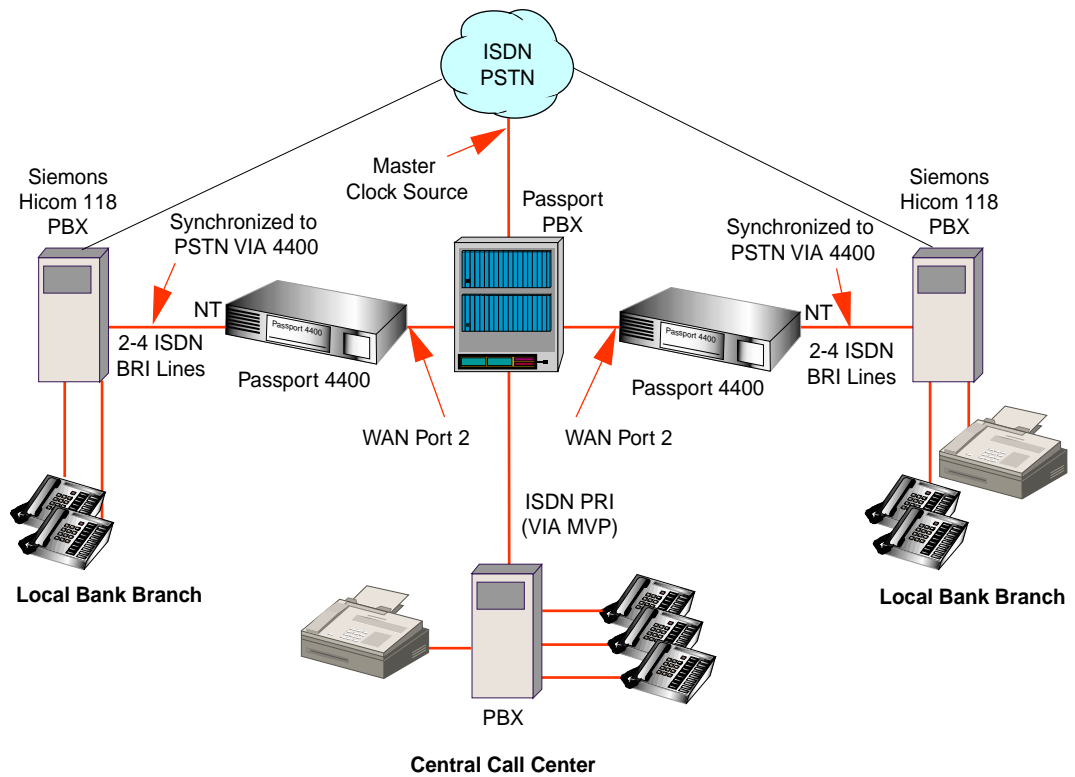 ISDN
PSTN
Master
Clock Source
Siemons
Hicom 118
PBX
Passport
PBX
Siemons
Hicom 118
PBX
Synchronized to
PSTN VIA 4400
Synchronized to
PSTN VIA 4400
NT
Passport 4400
Passport 4400
NT
2-4 ISDN
BRI Lines
Passport 4400
Passport 4400
2-4 ISDN
BRI Lines
WAN Port 2
WAN Port 2
ISDN PRI
(VIA MVP)
Local Bank Branch
Local Bank Branch
PBX
Central Call Center